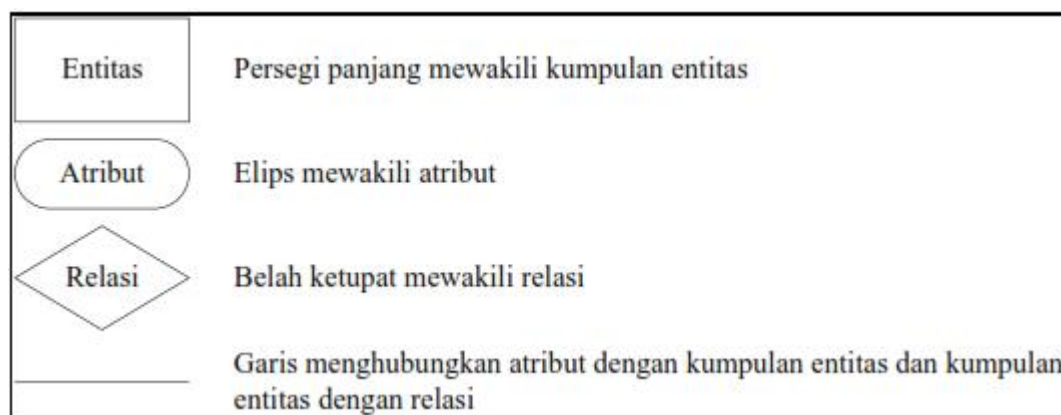 Entitas
Persegi panjang mewakili kumpulan entitas
Atribut
Elips mewakili atribut
Relasi
Belah ketupat mewakili relasi
Garis menghubungkan atribut dengan kumpulan entitas dan kumpulan
entitas dengan relasi